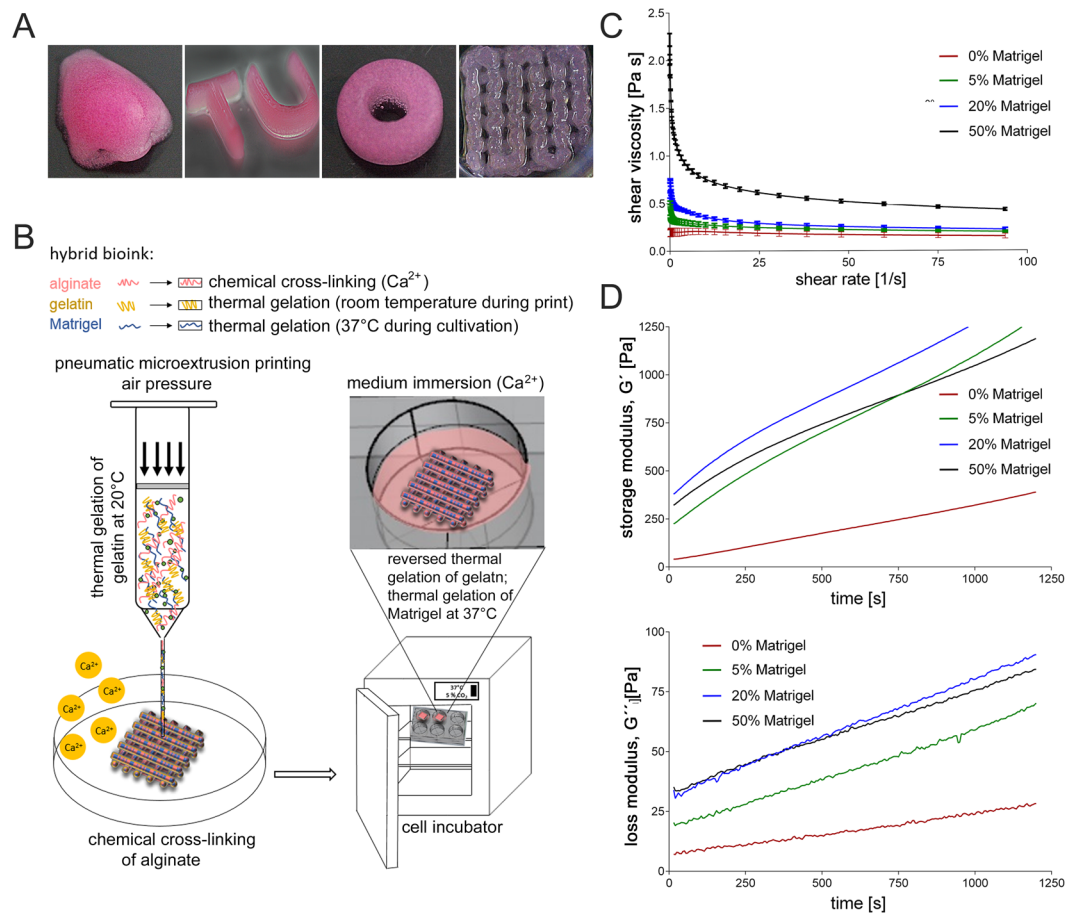 A
T U
B
hybrid bioink:
alginate
chemical cross-linking (Ca²⁺)
gelatin
thermal gelation (room temperature during print)
Matrigel
thermal gelation (37°C during cultivation)
pneumatic microextrusion printing
air pressure
thermal gelation of
gelatin at 20°C
Ca²⁺
Ca²⁺
Ca²⁺
Ca²⁺
Ca²⁺
chemical cross-linking
of alginate
medium immersion (Ca²⁺)
reversed thermal
gelation of gelatn;
thermal gelation of
Matrigel at 37°C
37°C
5 % CO₂
cell incubator
C
shear viscosity [Pa s]
2.5
2.0
1.5
1.0
0.5
0.0
0
25
50
75
100
shear rate [1/s]
0% Matrigel
5% Matrigel
20% Matrigel
50% Matrigel
D
storage modulus, G´ [Pa]
1250
1000
750
500
250
0
0
250
500
750
1000
1250
time [s]
0% Matrigel
5% Matrigel
20% Matrigel
50% Matrigel
loss modulus, G´´[Pa]
100
75
50
25
0
0
250
500
750
1000
1250
time [s]
0% Matrigel
5% Matrigel
20% Matrigel
50% Matrigel